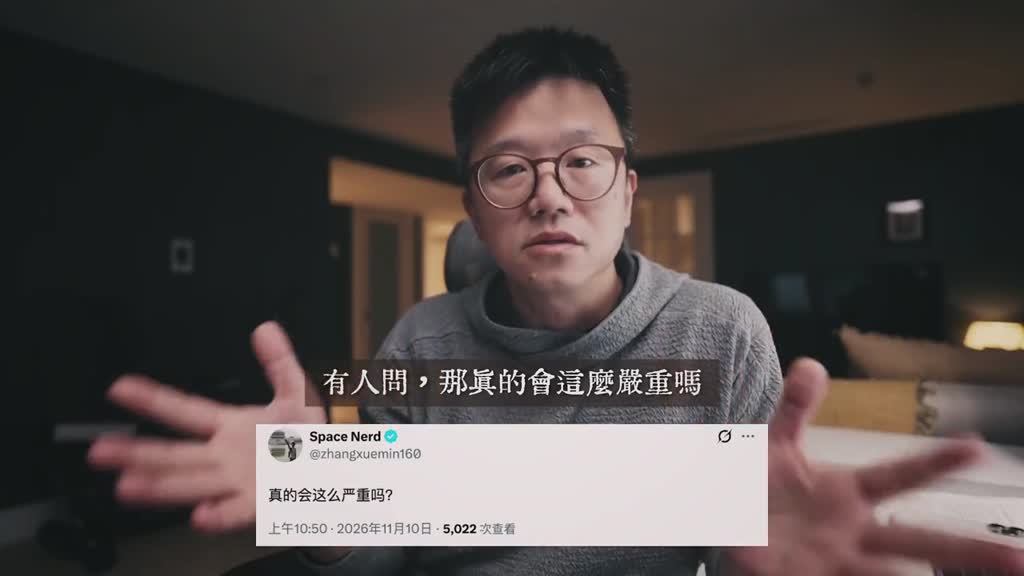 有人問，那真的會這麼嚴重嗎
Space Nerd
@zhangxuemin160
真的会这么严重吗?
上午10:50 · 2026年11月10日 · 5,022 次查看